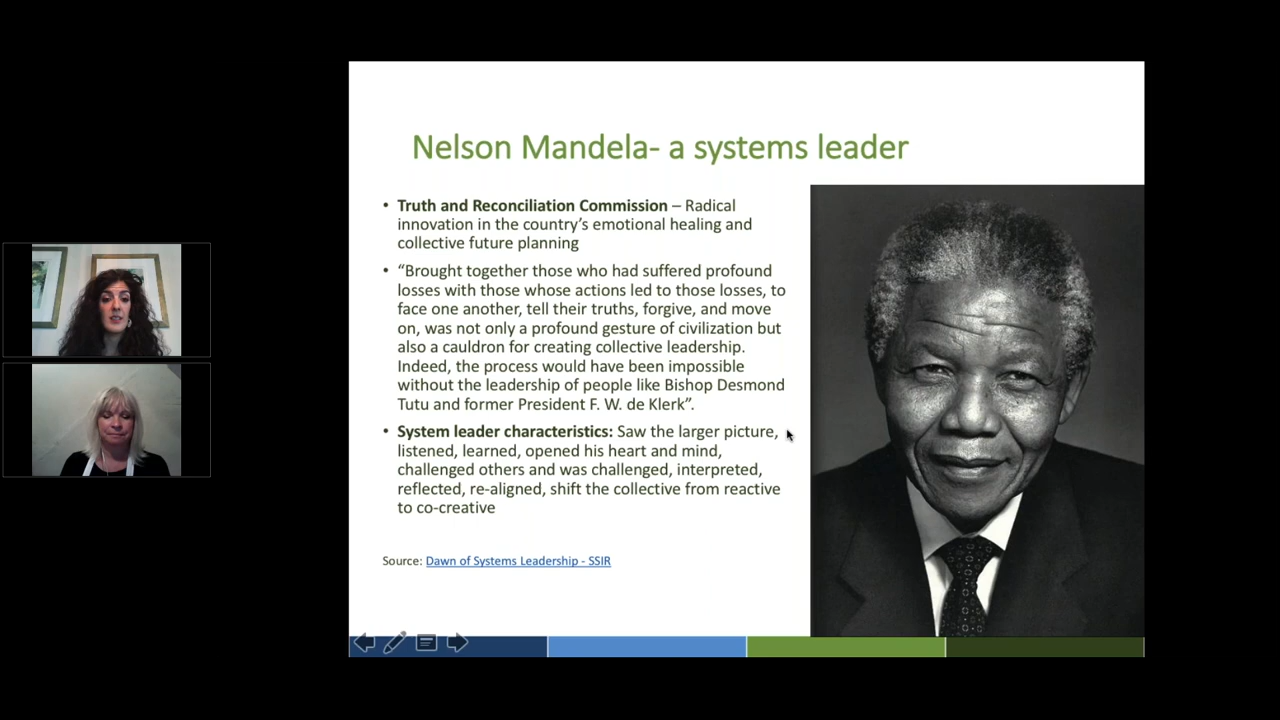 Nelson Mandela- a systems leader
• Truth and Reconciliation Commission – Radical
innovation in the country’s emotional healing and
collective future planning
• “Brought together those who had suffered profound
losses with those whose actions led to those losses, to
face one another, tell their truths, forgive, and move
on, was not only a profound gesture of civilization but
also a cauldron for creating collective leadership.
Indeed, the process would have been impossible
without the leadership of people like Bishop Desmond
Tutu and former President F. W. de Klerk”.
• System leader characteristics: Saw the larger picture,
listened, learned, opened his heart and mind,
challenged others and was challenged, interpreted,
reflected, re-aligned, shift the collective from reactive
to co-creative
Source: Dawn of Systems Leadership - SSIR